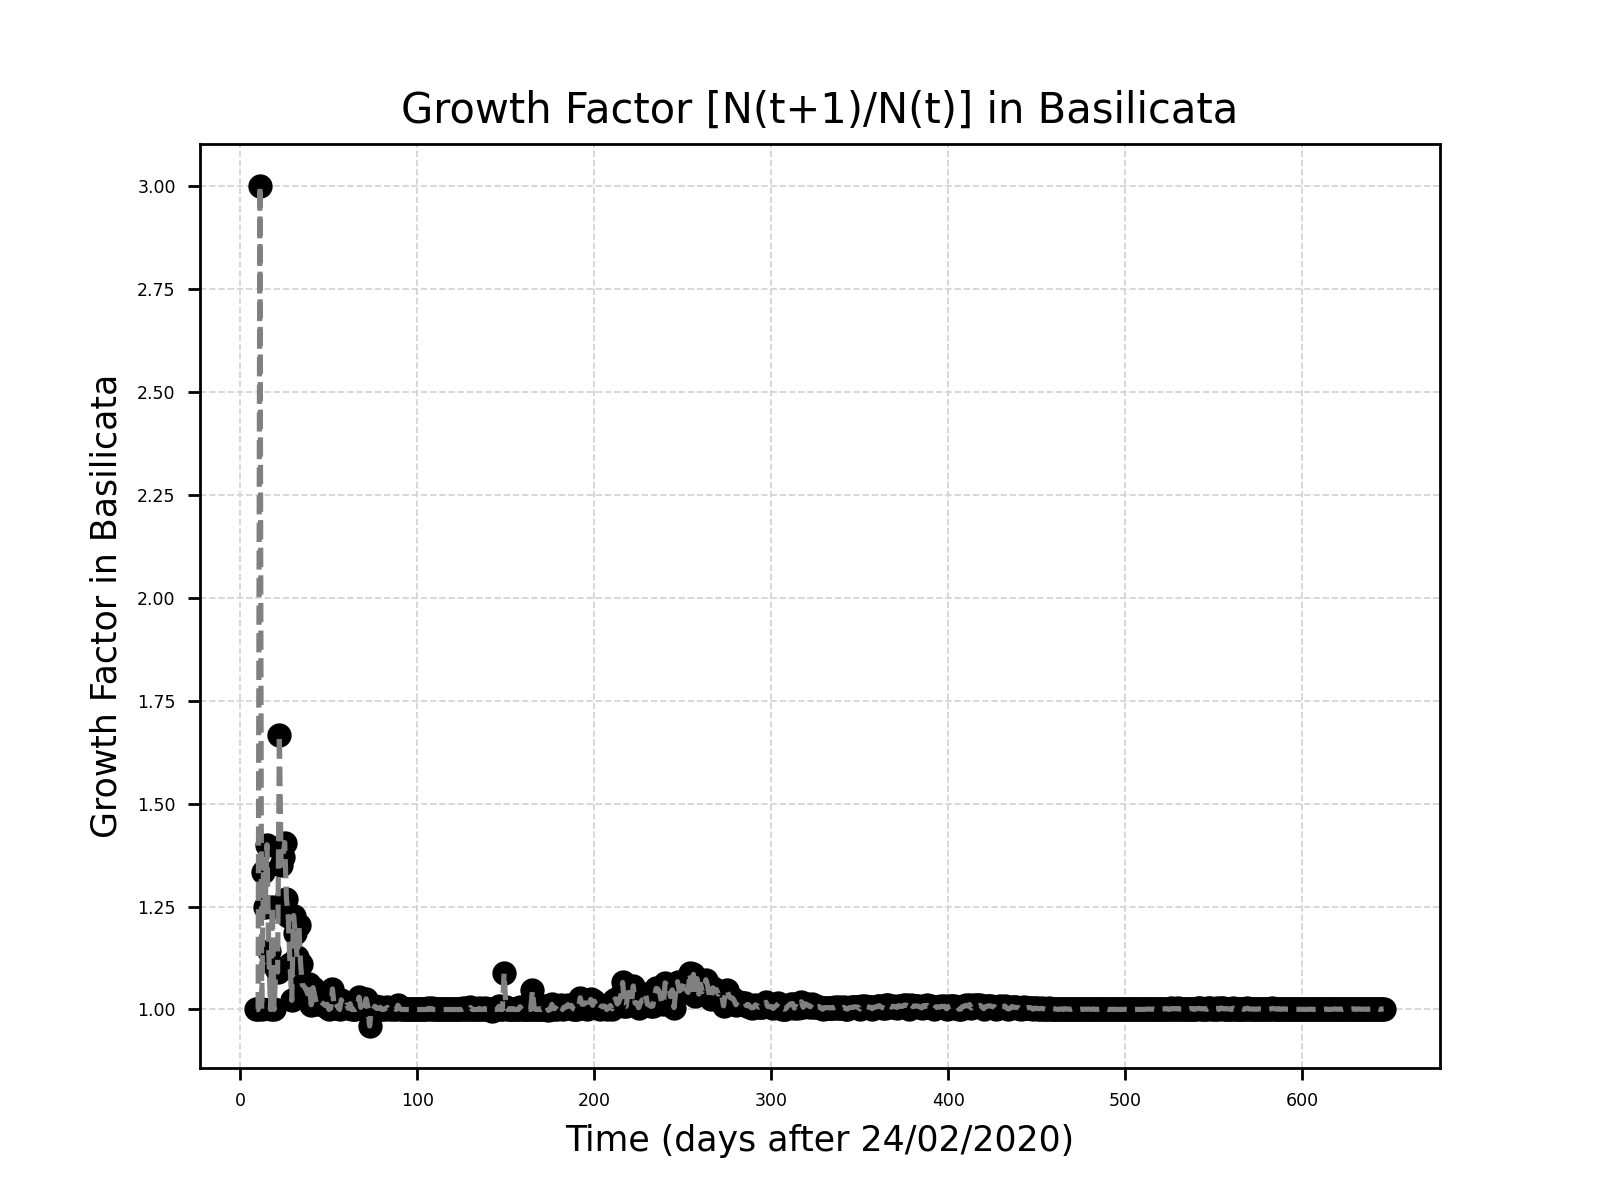 Growth Factor [N(t+1)/N(t)] in Basilicata
Growth Factor in Basilicata
3.00
2.75
2.50
2.25
2.00
1.75
1.50
1.25
1.00
0 100 200 300 400 500 600
Time (days after 24/02/2020)